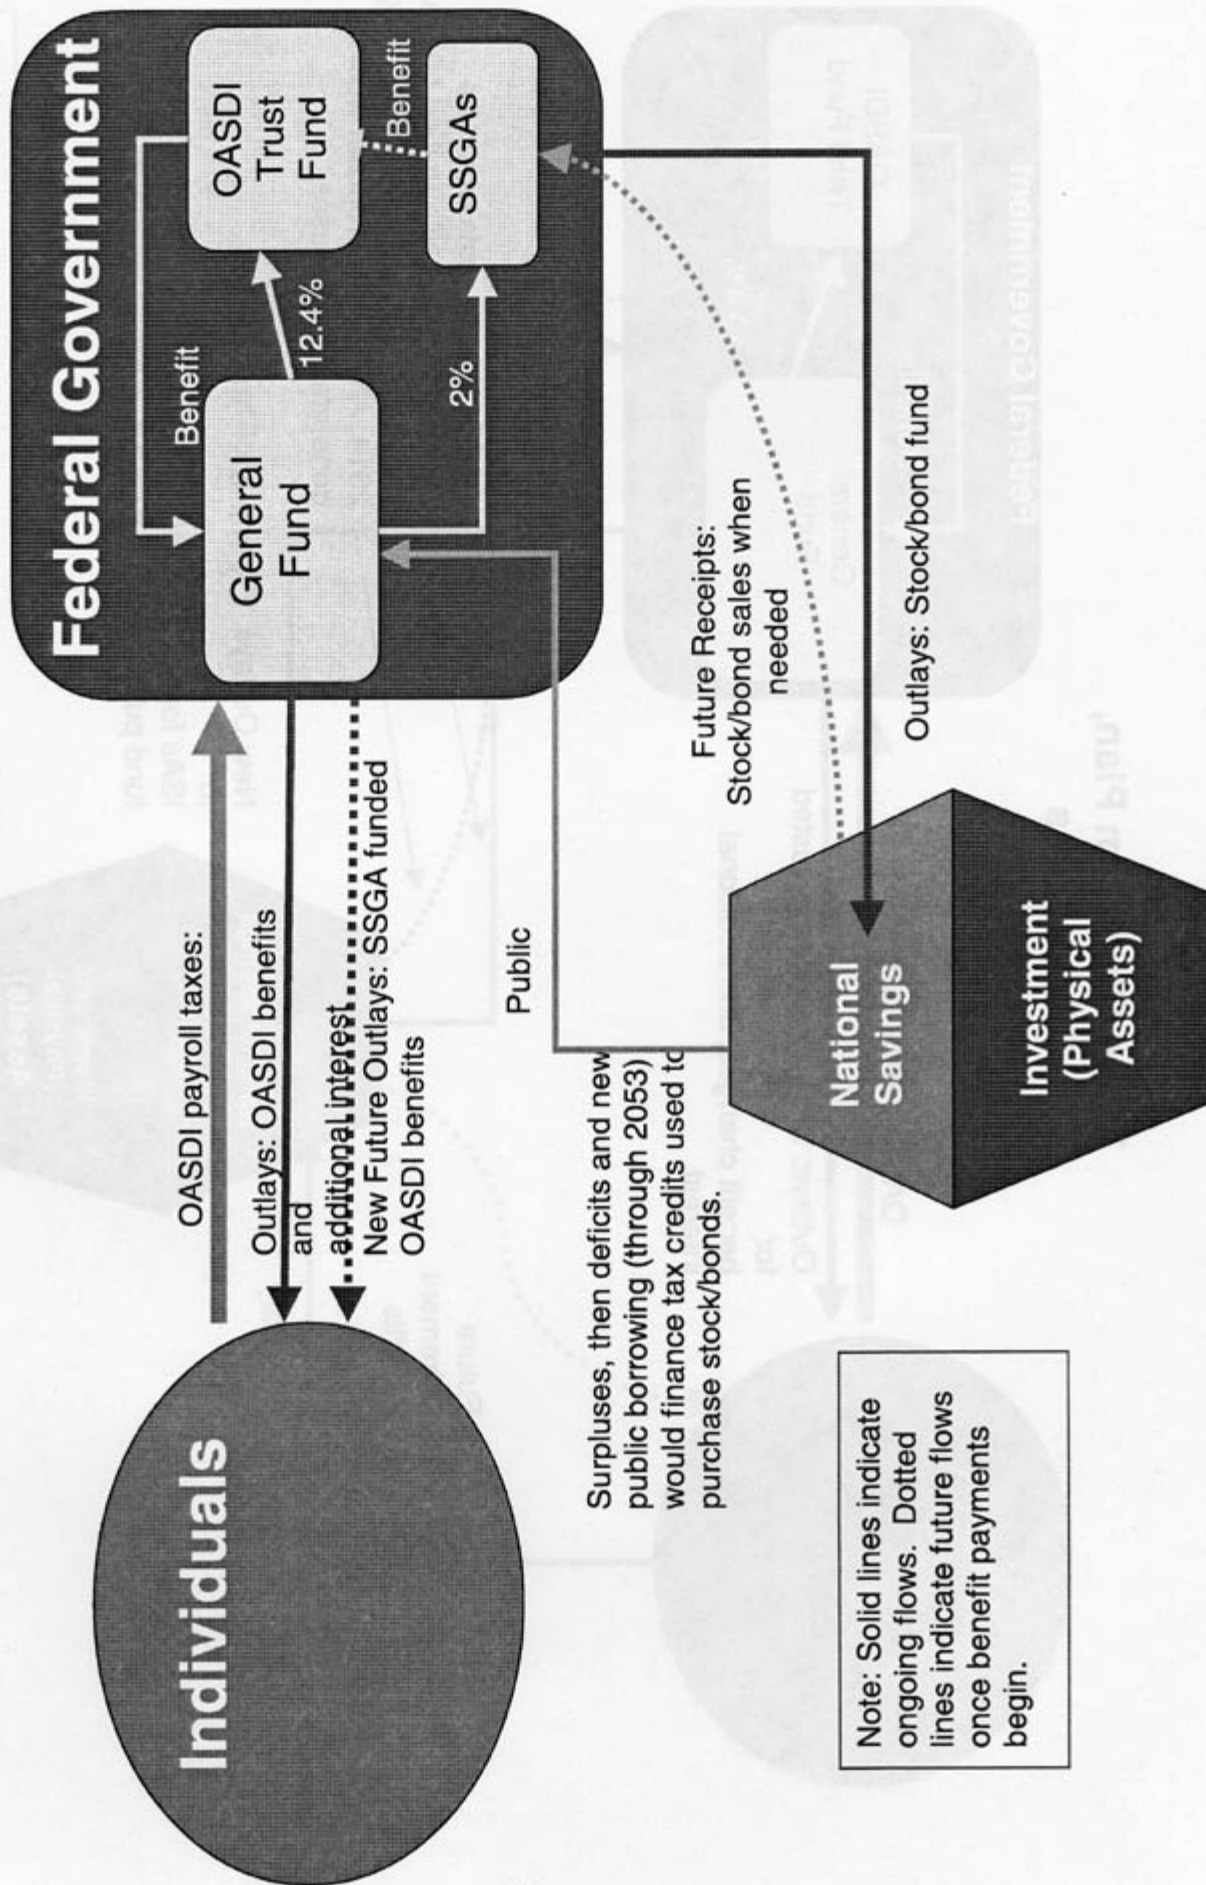 Individuals
OASDI payroll taxes:
Outlays: OASDI benefits
and
additional interest
New Future Outlays: SSGA funded
OASDI benefits
Federal Government
Benefit
General
Fund
12.4%
OASDI
Trust
Fund
Benefit
2%
SSGAs
Public
Surpluses, then deficits and new
public borrowing (through 2053)
would finance tax credits used to
purchase stock/bonds.
Future Receipts:
Stock/bond sales when
needed
Outlays: Stock/bond fund
National
Savings
Investment
(Physical
Assets)
Note: Solid lines indicate
ongoing flows. Dotted
lines indicate future flows
once benefit payments
begin.